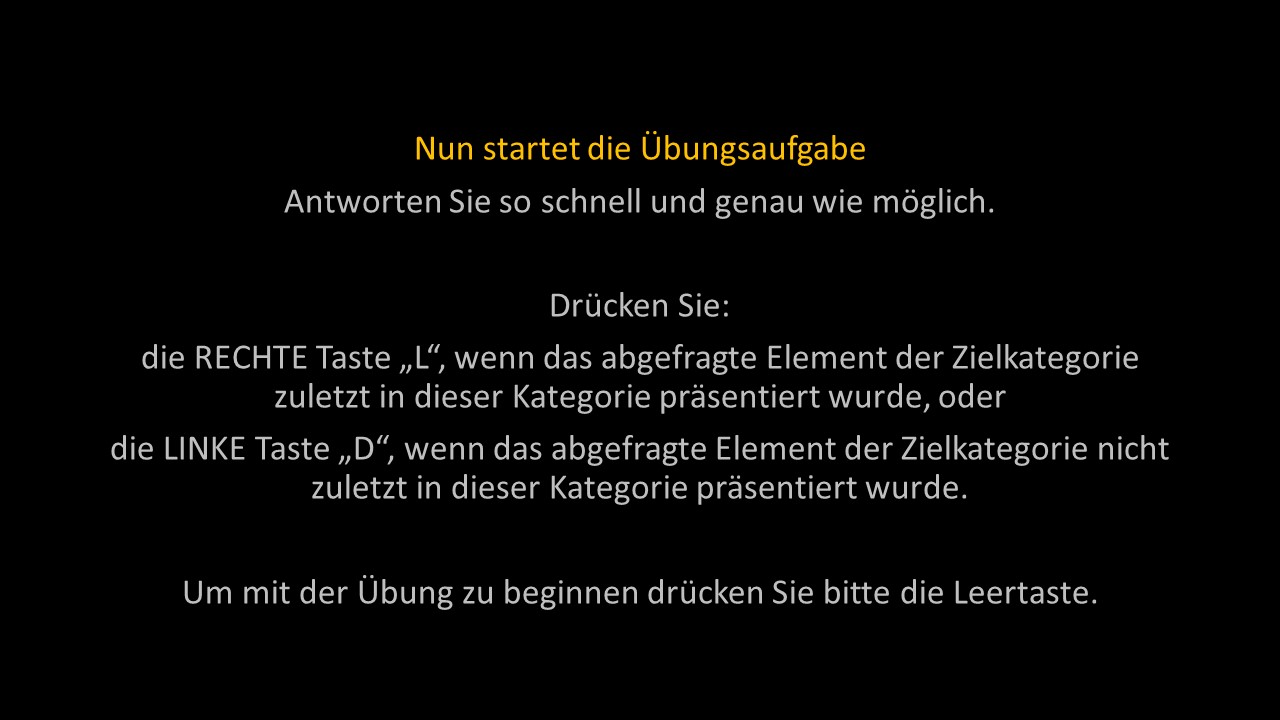 Nun startet die Übungsaufgabe
Antworten Sie so schnell und genau wie möglich.
Drücken Sie:
die RECHTE Taste „L“, wenn das abgefragte Element der Zielkategorie
zuletzt in dieser Kategorie präsentiert wurde, oder
die LINKE Taste „D“, wenn das abgefragte Element der Zielkategorie nicht
zuletzt in dieser Kategorie präsentiert wurde.
Um mit der Übung zu beginnen drücken Sie bitte die Leertaste.